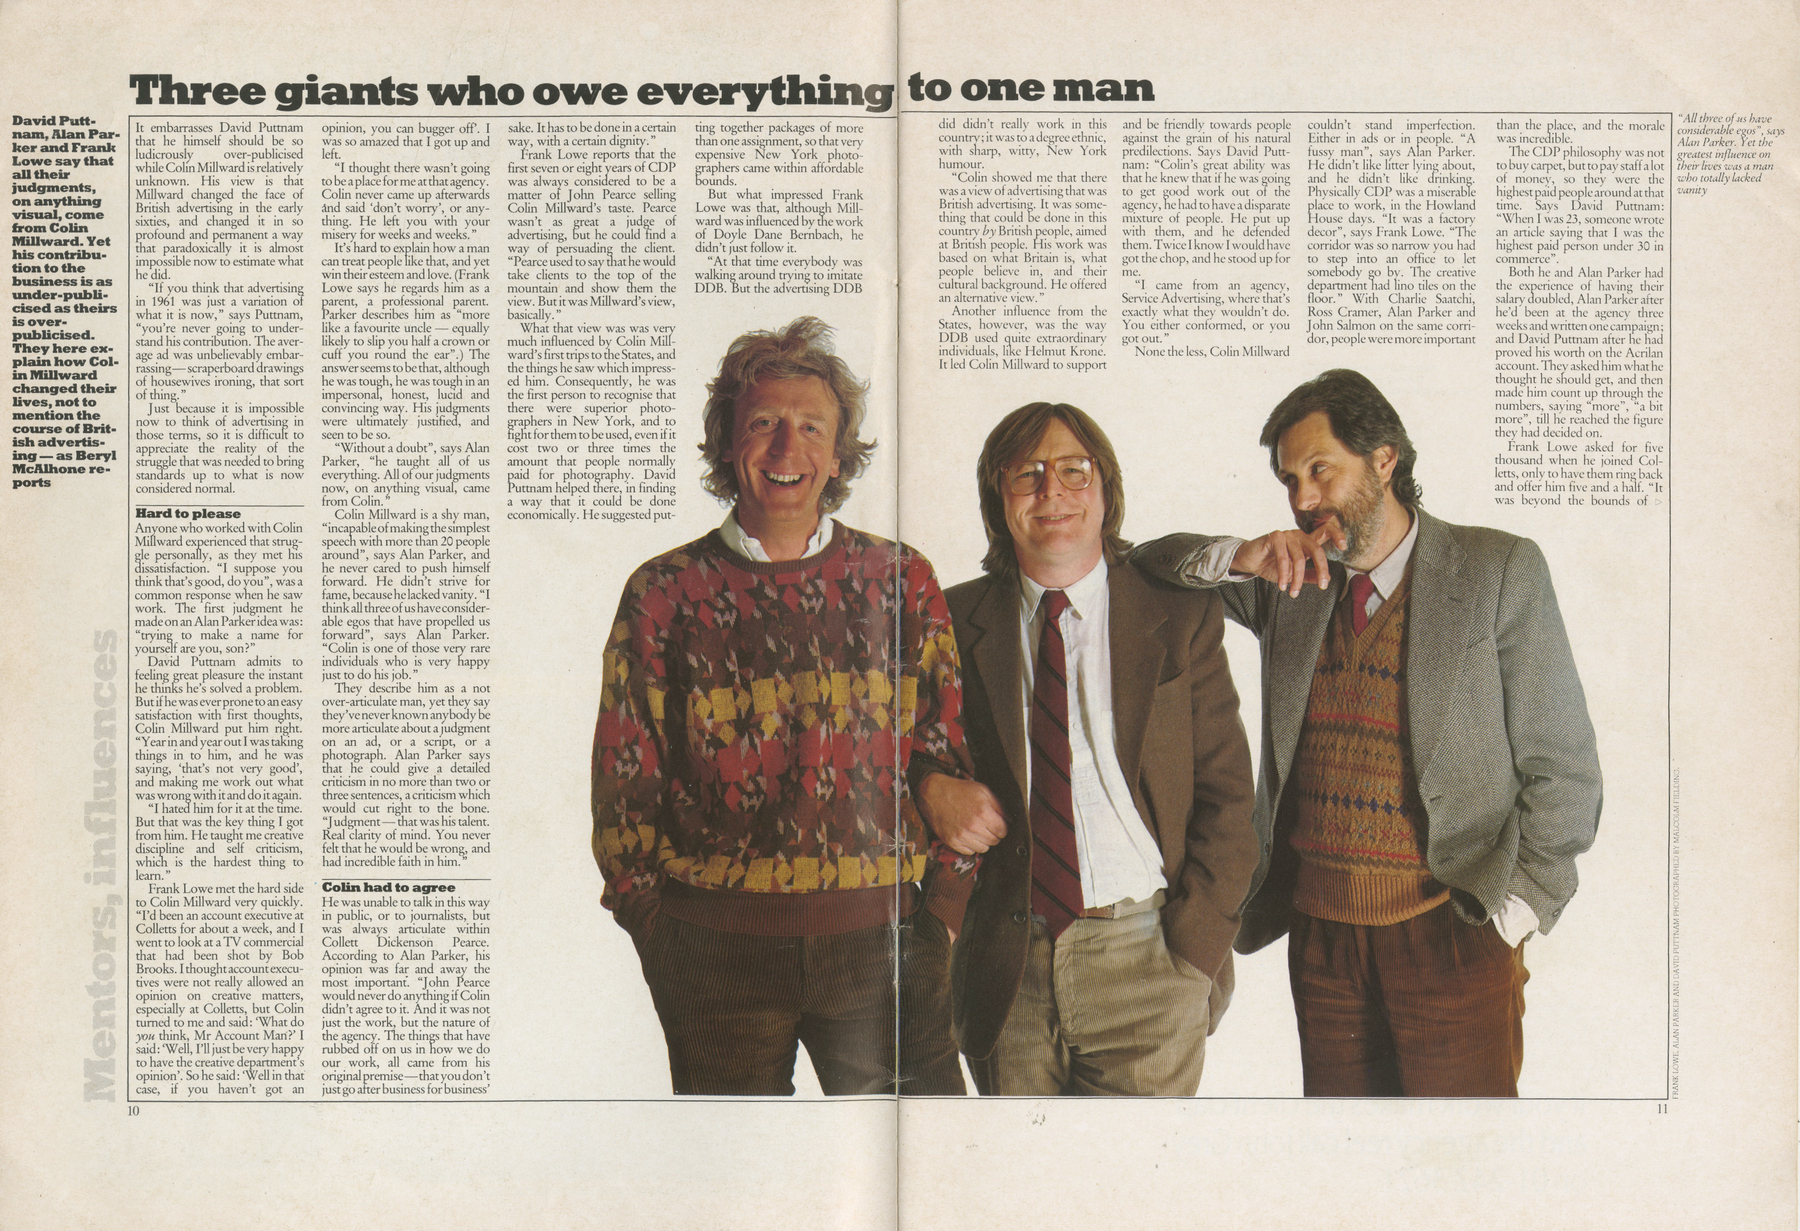 Three giants who owe everything to one man
David Putt-
nam, Alan Par-
ker and Frank
Lowe say that
all their
judgments,
on anything
visual, come
from Colin
Millward. Yet
his contribu-
tion to the
business is as
under-publi-
cised as theirs
is over-
publicised.
They here ex-
plain how Col-
in Millward
changed their
lives, not to
mention the
course of Brit-
ish advertis-
ing — as Beryl
McAlhone re-
ports
Mentors, influences
It embarrasses David Puttnam
that he himself should be so
ludicrously over-publicised
while Colin Millward is relatively
unknown. His view is that
Millward changed the face of
British advertising in the early
sixties, and changed it in so
profound and permanent a way
that paradoxically it is almost
impossible now to estimate what
he did.
“If you think that advertising
in 1961 was just a variation of
what it is now,” says Puttnam,
“you're never going to under-
stand his contribution. The aver-
age ad was unbelievably embar-
rassing—scraperboard drawings
of housewives ironing, that sort
of thing.”
Just because it is impossible
now to think of advertising in
those terms, so it is difficult to
appreciate the reality of the
struggle that was needed to bring
standards up to what is now
considered normal.
Hard to please
Anyone who worked with Colin
Millward experienced that strug-
gle personally, as they met his
dissatisfaction. “I suppose you
think that's good, do you”, was a
common response when he saw
work. The first judgment he
made on an Alan Parker idea was:
“trying to make a name for
yourself are you, son?”
David Puttnam admits to
feeling great pleasure the instant
he thinks he's solved a problem.
But if he was ever prone to an easy
satisfaction with first thoughts,
Colin Millward put him right.
“Year in and year out I was taking
things in to him, and he was
saying, ‘that's not very good’,
and making me work out what
was wrong with it and do it again.
“I hated him for it at the time.
But that was the key thing I got
from him. He taught me creative
discipline and self criticism,
which is the hardest thing to
learn.”
Frank Lowe met the hard side
to Colin Millward very quickly.
“I'd been an account executive at
Colletts for about a week, and I
went to look at a TV commercial
that had been shot by Bob
Brooks. I thought account execu-
tives were not really allowed an
opinion on creative matters,
especially at Colletts, but Colin
turned to me and said: ‘What do
you think, Mr Account Man?’ I
said: ‘Well, I'll just be very happy
to have the creative department's
opinion’. So he said: ‘Well in that
case, if you haven't got an
opinion, you can bugger off’. I
was so amazed that I got up and
left.
“I thought there wasn't going
to be a place for me at that agency.
Colin never came up afterwards
and said ‘don't worry’, or any-
thing. He left you with your
misery for weeks and weeks.”
It's hard to explain how a man
can treat people like that, and yet
win their esteem and love. (Frank
Lowe says he regards him as a
parent, a professional parent.
Parker describes him as “more
like a favourite uncle — equally
likely to slip you half a crown or
cuff you round the ear”.) The
answer seems to be that, although
he was tough, he was tough in an
impersonal, honest, lucid and
convincing way. His judgments
were ultimately justified, and
seen to be so.
“Without a doubt”, says Alan
Parker, “he taught all of us
everything. All of our judgments
now, on anything visual, came
from Colin.”
Colin Millward is a shy man,
“incapable of making the simplest
speech with more than 20 people
around”, says Alan Parker, and
he never cared to push himself
forward. He didn't strive for
fame, because he lacked vanity. “I
think all three of us have consider-
able egos that have propelled us
forward”, says Alan Parker.
“Colin is one of those very rare
individuals who is very happy
just to do his job.”
They describe him as a not
over-articulate man, yet they say
they've never known anybody be
more articulate about a judgment
on an ad, or a script, or a
photograph. Alan Parker says
that he could give a detailed
criticism in no more than two or
three sentences, a criticism which
would cut right to the bone.
“Judgment — that was his talent.
Real clarity of mind. You never
felt that he would be wrong, and
had incredible faith in him.”
Colin had to agree
He was unable to talk in this way
in public, or to journalists, but
was always articulate within
Collett Dickenson Pearce.
According to Alan Parker, his
opinion was far and away the
most important. “John Pearce
would never do anything if Colin
didn't agree to it. And it was not
just the work, but the nature of
the agency. The things that have
rubbed off on us in how we do
our work, all came from his
original premise—that you don't
just go after business for business'
sake. It has to be done in a certain
way, with a certain dignity.”
Frank Lowe reports that the
first seven or eight years of CDP
was always considered to be a
matter of John Pearce selling
Colin Millward's taste. Pearce
wasn't as great a judge of
advertising, but he could find a
way of persuading the client.
“Pearce used to say that he would
take clients to the top of the
mountain and show them the
view. But it was Millward's view,
basically.”
What that view was was very
much influenced by Colin Mill-
ward's first trips to the States, and
the things he saw which impress-
ed him. Consequently, he was
the first person to recognise that
there were superior photo-
graphers in New York, and to
fight for them to be used, even if it
cost two or three times the
amount that people normally
paid for photography. David
Puttnam helped there, in finding
a way that it could be done
economically. He suggested put-
ting together packages of more
than one assignment, so that very
expensive New York photo-
graphers came within affordable
bounds.
But what impressed Frank
Lowe was that, although Mill-
ward was influenced by the work
of Doyle Dane Bernbach, he
didn't just follow it.
“At that time everybody was
walking around trying to imitate
DDB. But the advertising DDB
did didn't really work in this
country; it was to a degree ethnic,
with sharp, witty, New York
humour.
“Colin showed me that there
was a view of advertising that was
British advertising. It was some-
thing that could be done in this
country by British people, aimed
at British people. His work was
based on what Britain is, what
people believe in, and their
cultural background. He offered
an alternative view.”
Another influence from the
States, however, was the way
DDB used quite extraordinary
individuals, like Helmut Krone.
It led Colin Millward to support
and be friendly towards people
against the grain of his natural
predilections. Says David Putt-
nam: “Colin's great ability was
that he knew that if he was going
to get good work out of the
agency, he had to have a disparate
mixture of people. He put up
with them, and he defended
them. Twice I know I would have
got the chop, and he stood up for
me.
“I came from an agency,
Service Advertising, where that's
exactly what they wouldn't do.
You either conformed, or you
got out.”
None the less, Colin Millward
couldn't stand imperfection.
Either in ads or in people. “A
fussy man”, says Alan Parker.
He didn't like litter lying about,
and he didn't like drinking.
Physically CDP was a miserable
place to work, in the Howland
House days. “It was a factory
decor”, says Frank Lowe. “The
corridor was so narrow you had
to step into an office to let
somebody go by. The creative
department had lino tiles on the
floor.” With Charlie Saatchi,
Ross Cramer, Alan Parker and
John Salmon on the same corri-
dor, people were more important
than the place, and the morale
was incredible.
The CDP philosophy was not
to buy carpet, but to pay staff a lot
of money, so they were the
highest paid people around at that
time. Says David Puttnam:
“When I was 23, someone wrote
an article saying that I was the
highest paid person under 30 in
commerce”.
Both he and Alan Parker had
the experience of having their
salary doubled, Alan Parker after
he'd been at the agency three
weeks and written one campaign;
and David Puttnam after he had
proved his worth on the Acrilan
account. They asked him what he
thought he should get, and then
made him count up through the
numbers, saying “more”, “a bit
more”, till he reached the figure
they had decided on.
Frank Lowe asked for five
thousand when he joined Col-
letts, only to have them ring back
and offer him five and a half. “It
was beyond the bounds of ▷
“All three of us have
considerable egos”, says
Alan Parker. Yet the
greatest influence on
their lives was a man
who totally lacked
vanity
FRANK LOWE, ALAN PARKER AND DAVID PUTTNAM PHOTOGRAPHED BY MALCOLM FIELDING.
10
11